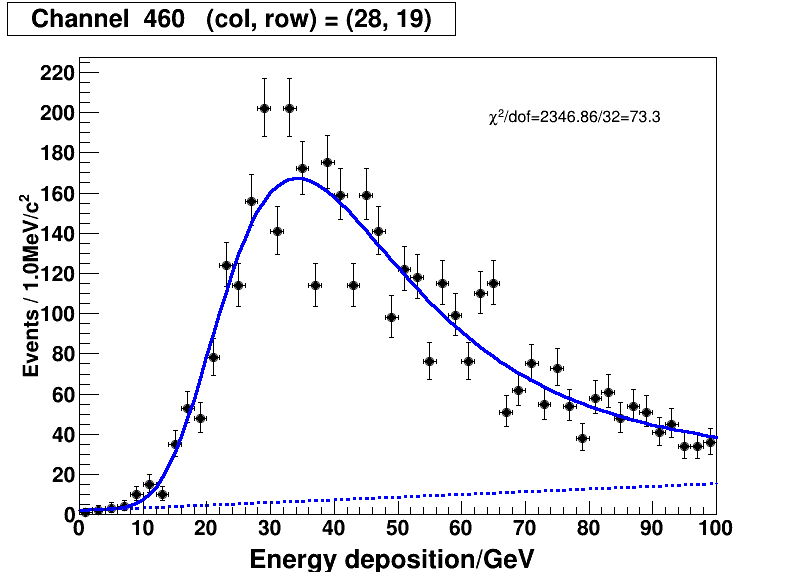 Channel 460 (col, row) = (28, 19)
χ²/dof=2346.86/32=73.3
Events / 1.0MeV/c²
220
200
180
160
140
120
100
80
60
40
20
0
0 10 20 30 40 50 60 70 80 90 100
Energy deposition/GeV